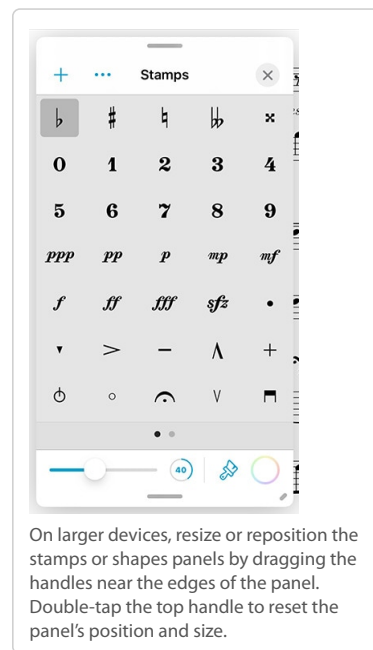 Stamps
♭ ♯ ♮ 𝄫 𝄪
0 1 2 3 4
5 6 7 8 9
ppp pp p mp mf
f ff fff sfz
40
On larger devices, resize or reposition the
stamps or shapes panels by dragging the
handles near the edges of the panel.
Double-tap the top handle to reset the
panel’s position and size.